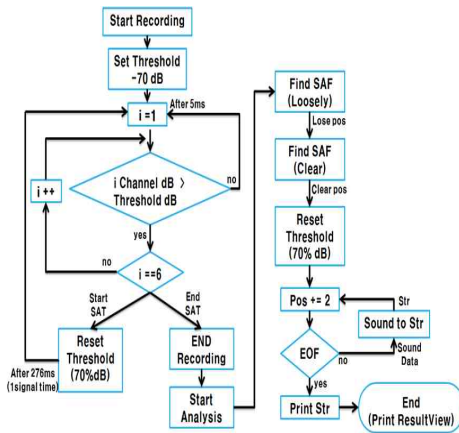 Start Recording
Set Threshold
-70 dB
After 5ms
i =1
i ++
i Channel dB >
Threshold dB
no
yes
no
i ==6
Start
SAT
End
SAT
After 276ms
(1signal time)
Reset
Threshold
(70%dB)
END
Recording
Start
Analysis
Find SAF
(Loosely)
Lose pos
Find SAF
(Clear)
Clear pos
Reset
Threshold
(70% dB)
Pos += 2
Str
Sound to Str
EOF
no
Sound
Data
yes
Print Str
End
(Print ResultView)